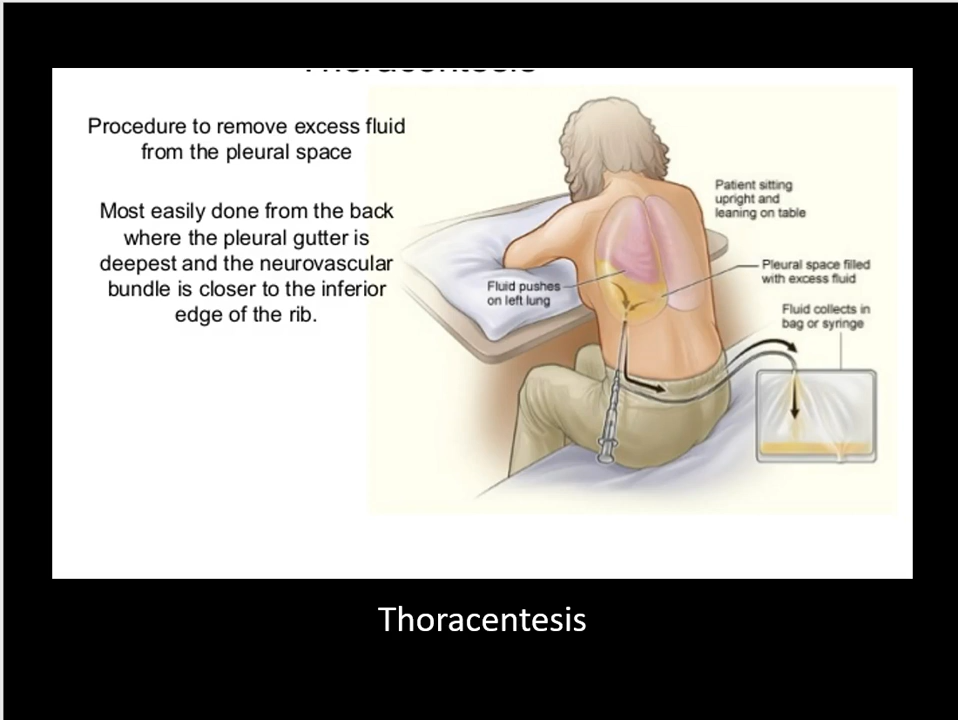 Thoracentesis
Procedure to remove excess fluid
from the pleural space
Most easily done from the back
where the pleural gutter is
deepest and the neurovascular
bundle is closer to the inferior
edge of the rib.
Patient sitting
upright and
leaning on table
Pleural space filled
with excess fluid
Fluid pushes
on left lung
Fluid collects in
bag or syringe
Thoracentesis